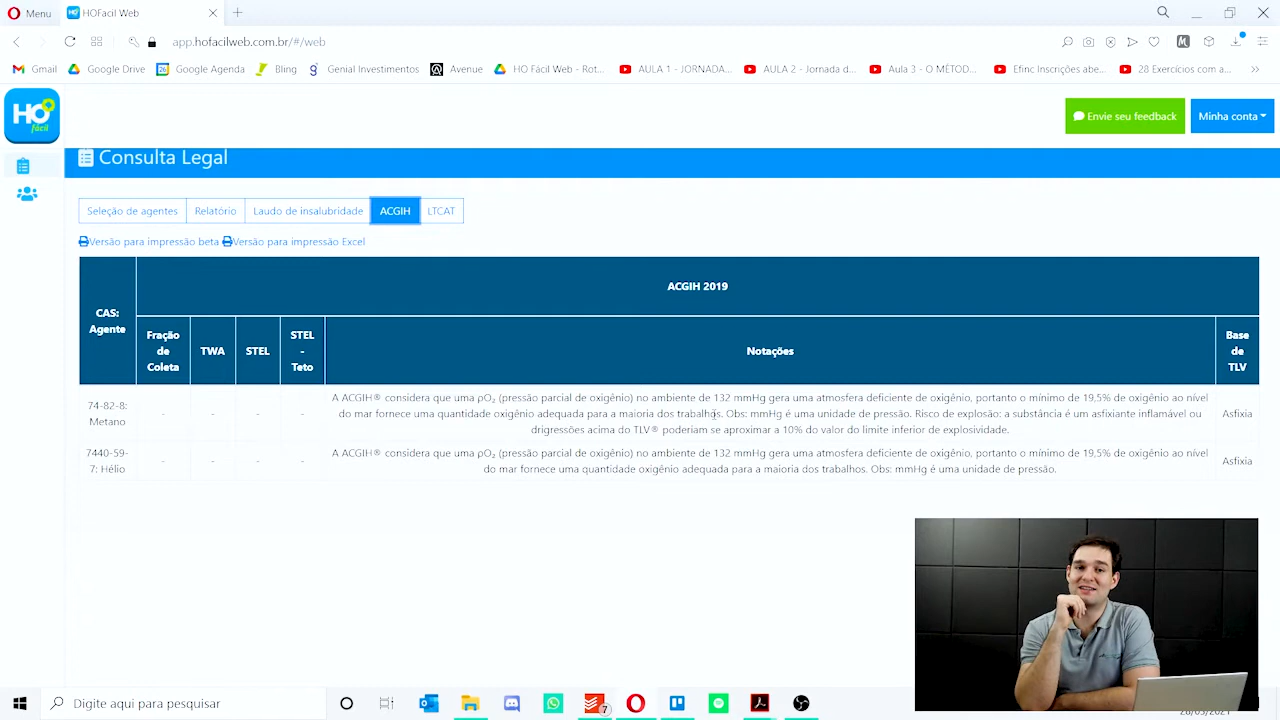 Menu
HOFacil Web
app.hofacilweb.com.br/#/web
Gmail
Google Drive
26
Google Agenda
Bling
Genial Investimentos
Avenue
HO Fácil Web - Rot...
AULA 1 - JORNADA...
AULA 2 - Jornada d...
Aula 3 - O MÉTOD...
Efinc Inscrições abe...
28 Exercícios com a...
HO
fácil
Envie seu feedback
Minha conta
Consulta Legal
Seleção de agentes
Relatório
Laudo de insalubridade
ACGIH
LTCAT
Versão para impressão beta
Versão para impressão Excel
CAS:
Agente
ACGIH 2019
Fração
de
Coleta
TWA
STEL
STEL
-
Teto
Notações
Base
de
TLV
74-82-8:
Metano
-
-
-
-
A ACGIH® considera que uma ρO₂ (pressão parcial de oxigênio) no ambiente de 132 mmHg gera uma atmosfera deficiente de oxigênio, portanto o mínimo de 19,5% de oxigênio ao nível
do mar fornece uma quantidade oxigênio adequada para a maioria dos trabalhos. Obs: mmHg é uma unidade de pressão. Risco de explosão: a substância é um asfixiante inflamável ou
drigressões acima do TLV® poderiam se aproximar a 10% do valor do limite inferior de explosividade.
Asfixia
7440-59-
7: Hélio
-
-
-
-
A ACGIH® considera que uma ρO₂ (pressão parcial de oxigênio) no ambiente de 132 mmHg gera uma atmosfera deficiente de oxigênio, portanto o mínimo de 19,5% de oxigênio ao nível
do mar fornece uma quantidade oxigênio adequada para a maioria dos trabalhos. Obs: mmHg é uma unidade de pressão.
Asfixia
Digite aqui para pesquisar
7